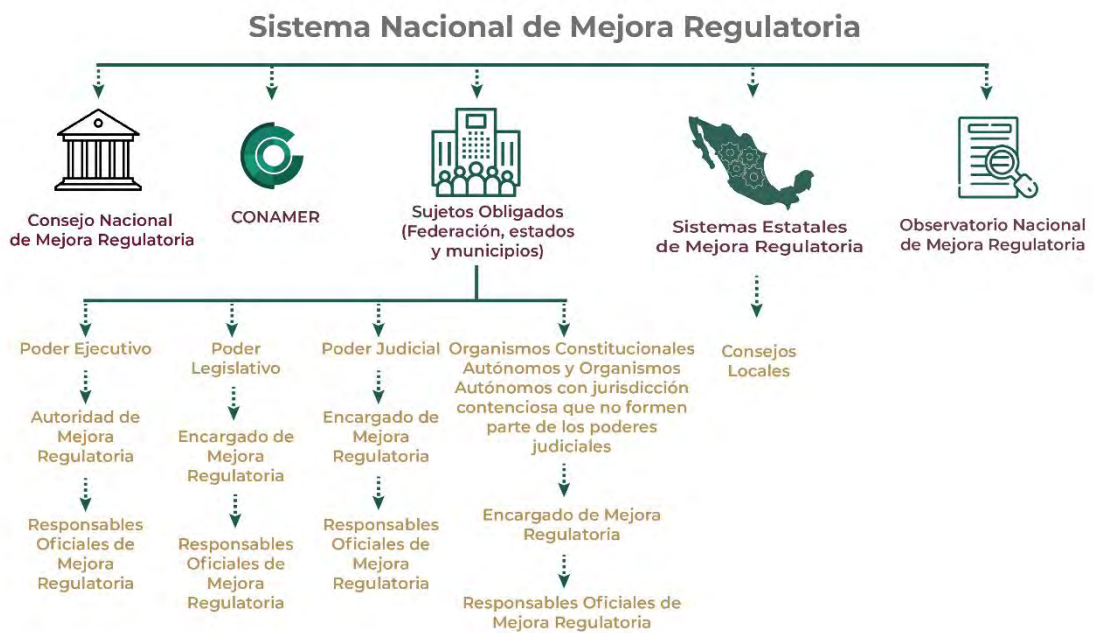 Sistema Nacional de Mejora Regulatoria
Consejo Nacional
de Mejora Regulatoria
CONAMER
Sujetos Obligados
(Federación, estados
y municipios)
Sistemas Estatales
de Mejora Regulatoria
Observatorio Nacional
de Mejora Regulatoria
Poder Ejecutivo
Autoridad de
Mejora
Regulatoria
Responsables
Oficiales de
Mejora
Regulatoria
Poder
Legislativo
Encargado de
Mejora
Regulatoria
Responsables
Oficiales de
Mejora
Regulatoria
Poder Judicial
Encargado de
Mejora
Regulatoria
Responsables
Oficiales de
Mejora
Regulatoria
Organismos Constitucionales
Autónomos y Organismos
Autónomos con jurisdicción
contenciosa que no formen
parte de los poderes
judiciales
Encargado de Mejora
Regulatoria
Responsables Oficiales de
Mejora Regulatoria
Consejos
Locales